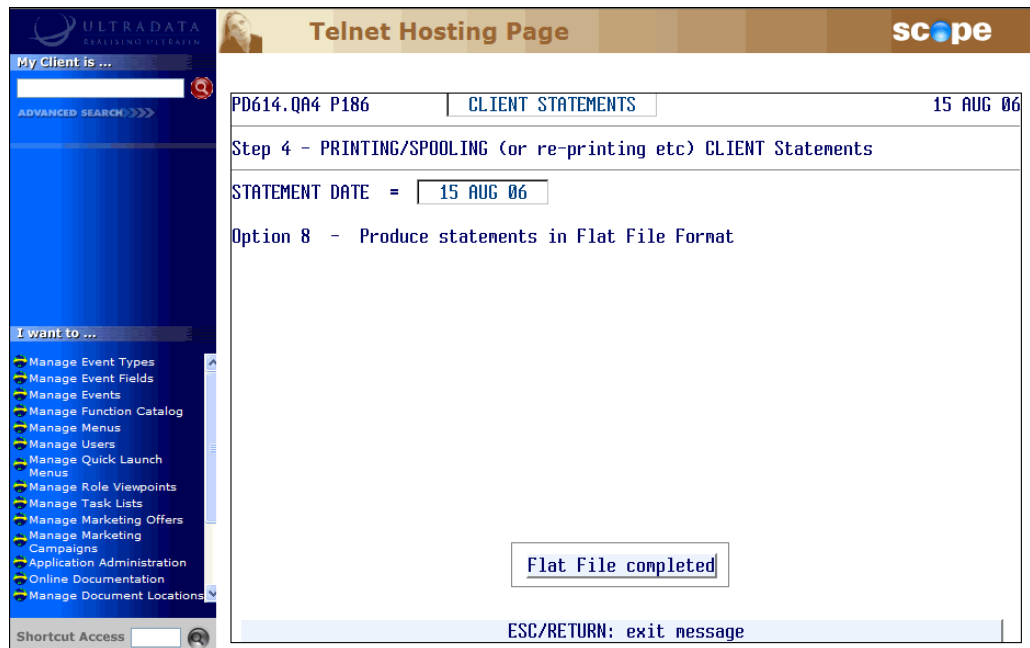 ULTRADATA
REALISING ULTRATIN
Telnet Hosting Page
scope
My Client is ...
ADVANCED SEARCH
PD614.QA4 P186
CLIENT STATEMENTS
15 AUG 06
Step 4 - PRINTING/SPOOLING (or re-printing etc) CLIENT Statements
STATEMENT DATE =
15 AUG 06
Option 8 - Produce statements in Flat File Format
I want to ...
Manage Event Types
Manage Event Fields
Manage Events
Manage Function Catalog
Manage Menus
Manage Users
Manage Quick Launch
Menus
Manage Role Viewpoints
Manage Task Lists
Manage Marketing Offers
Manage Marketing
Campaigns
Application Administration
Online Documentation
Manage Document Locations
Flat File completed
ESC/RETURN: exit message
Shortcut Access